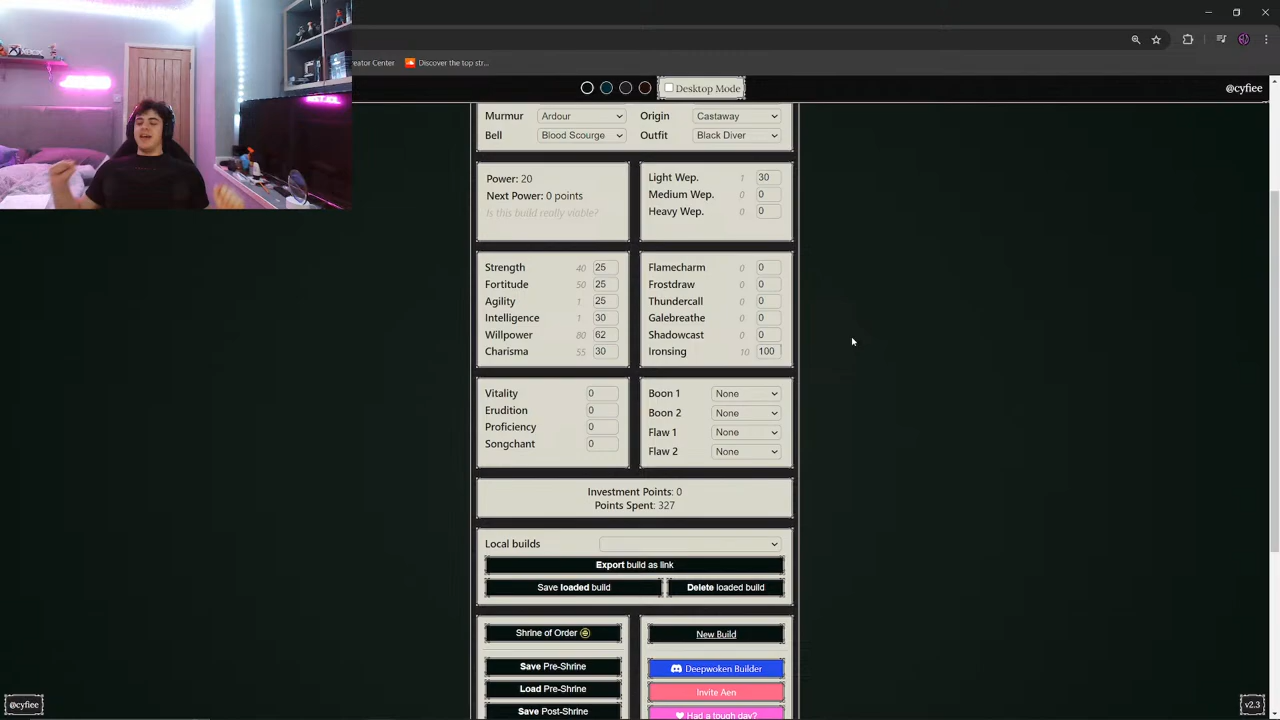 eator Center Discover the top str...
Desktop Mode
@cyfiee
Murmur Ardour Origin Castaway
Bell Blood Scourge Outfit Black Diver
Power: 20
Next Power: 0 points
Is this build really viable?
Light Wep. 1 30
Medium Wep. 0 0
Heavy Wep. 0 0
Strength 40 25
Fortitude 50 25
Agility 1 25
Intelligence 1 30
Willpower 80 62
Charisma 55 30
Flamecharm 0 0
Frostdraw 0 0
Thundercall 0 0
Galebreathe 0 0
Shadowcast 0 0
Ironsing 10 100
Vitality 0
Erudition 0
Proficiency 0
Songchant 0
Boon 1 None
Boon 2 None
Flaw 1 None
Flaw 2 None
Investment Points: 0
Points Spent: 327
Local builds
Export build as link
Save loaded build Delete loaded build
Shrine of Order
Save Pre-Shrine
Load Pre-Shrine
Save Post-Shrine
New Build
Deepwoken Builder
Invite Aen
Had a tough day?
@cyfiee
v2.3